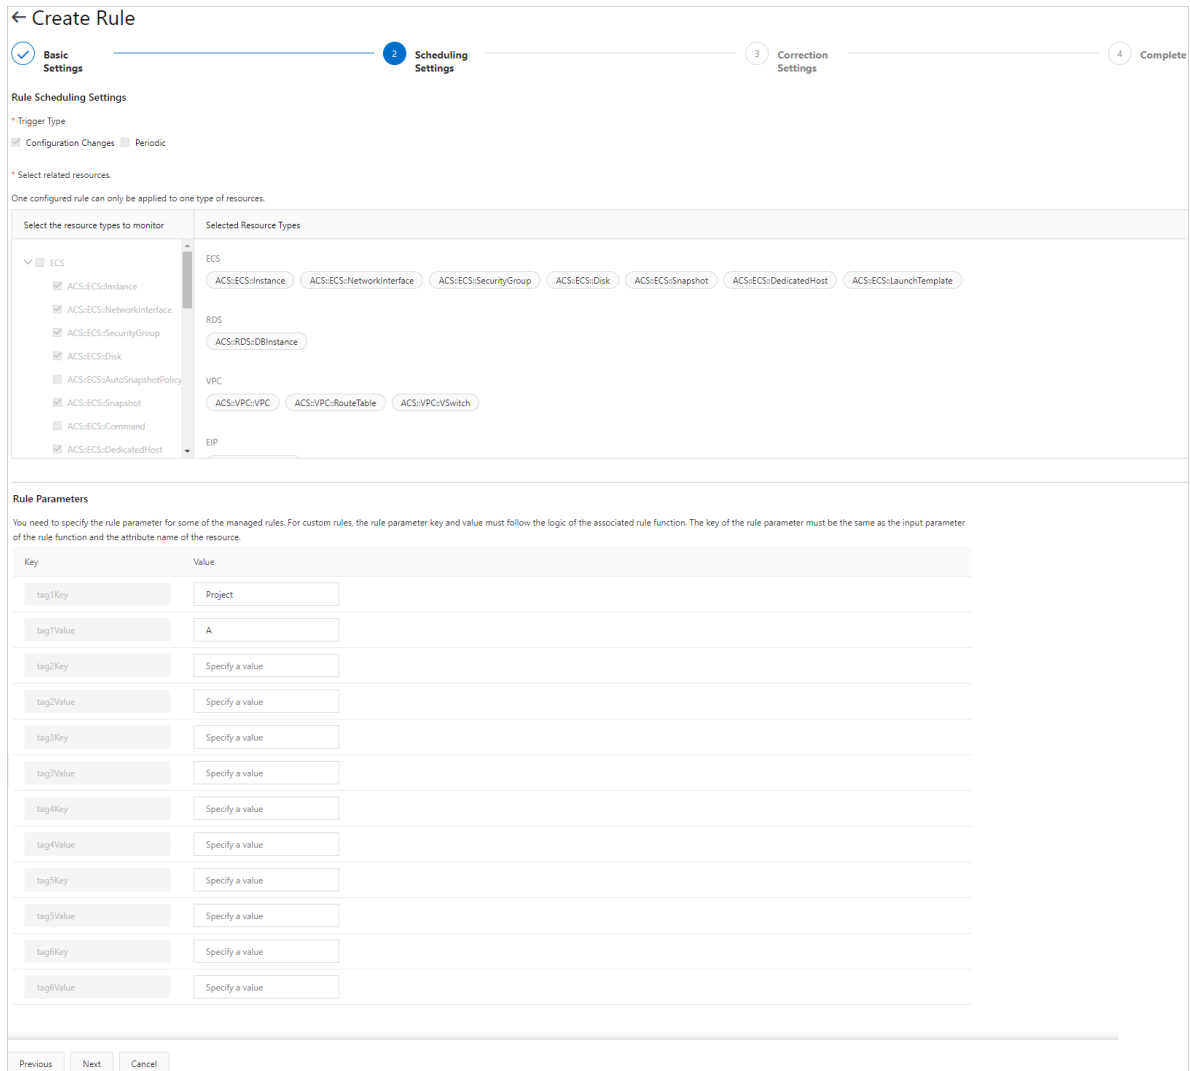 Create Rule
Basic
Settings
2
Scheduling
Settings
3
Correction
Settings
4
Complete
Rule Scheduling Settings
* Trigger Type
Configuration Changes Periodic
* Select related resources.
One configured rule can only be applied to one type of resources.
Select the resource types to monitor
Selected Resource Types
ECS
ACS::ECS::Instance
ACS::ECS::NetworkInterface
ACS::ECS::SecurityGroup
ACS::ECS::Disk
ACS::ECS::AutoSnapshotPolicy
ACS::ECS::Snapshot
ACS::ECS::Command
ACS::ECS::DedicatedHost
ECS
ACS::ECS::Instance ACS::ECS::NetworkInterface ACS::ECS::SecurityGroup ACS::ECS::Disk ACS::ECS::Snapshot ACS::ECS::DedicatedHost ACS::ECS::LaunchTemplate
RDS
ACS::RDS::DBInstance
VPC
ACS::VPC::VPC ACS::VPC::RouteTable ACS::VPC::VSwitch
EIP
Rule Parameters
You need to specify the rule parameter for some of the managed rules. For custom rules, the rule parameter key and value must follow the logic of the associated rule function. The key of the rule parameter must be the same as the input parameter
of the rule function and the attribute name of the resource.
Key Value
tag1Key Project
tag1Value A
tag2Key Specify a value
tag2Value Specify a value
tag3Key Specify a value
tag3Value Specify a value
tag4Key Specify a value
tag4Value Specify a value
tag5Key Specify a value
tag5Value Specify a value
tag6Key Specify a value
tag6Value Specify a value
Previous Next Cancel